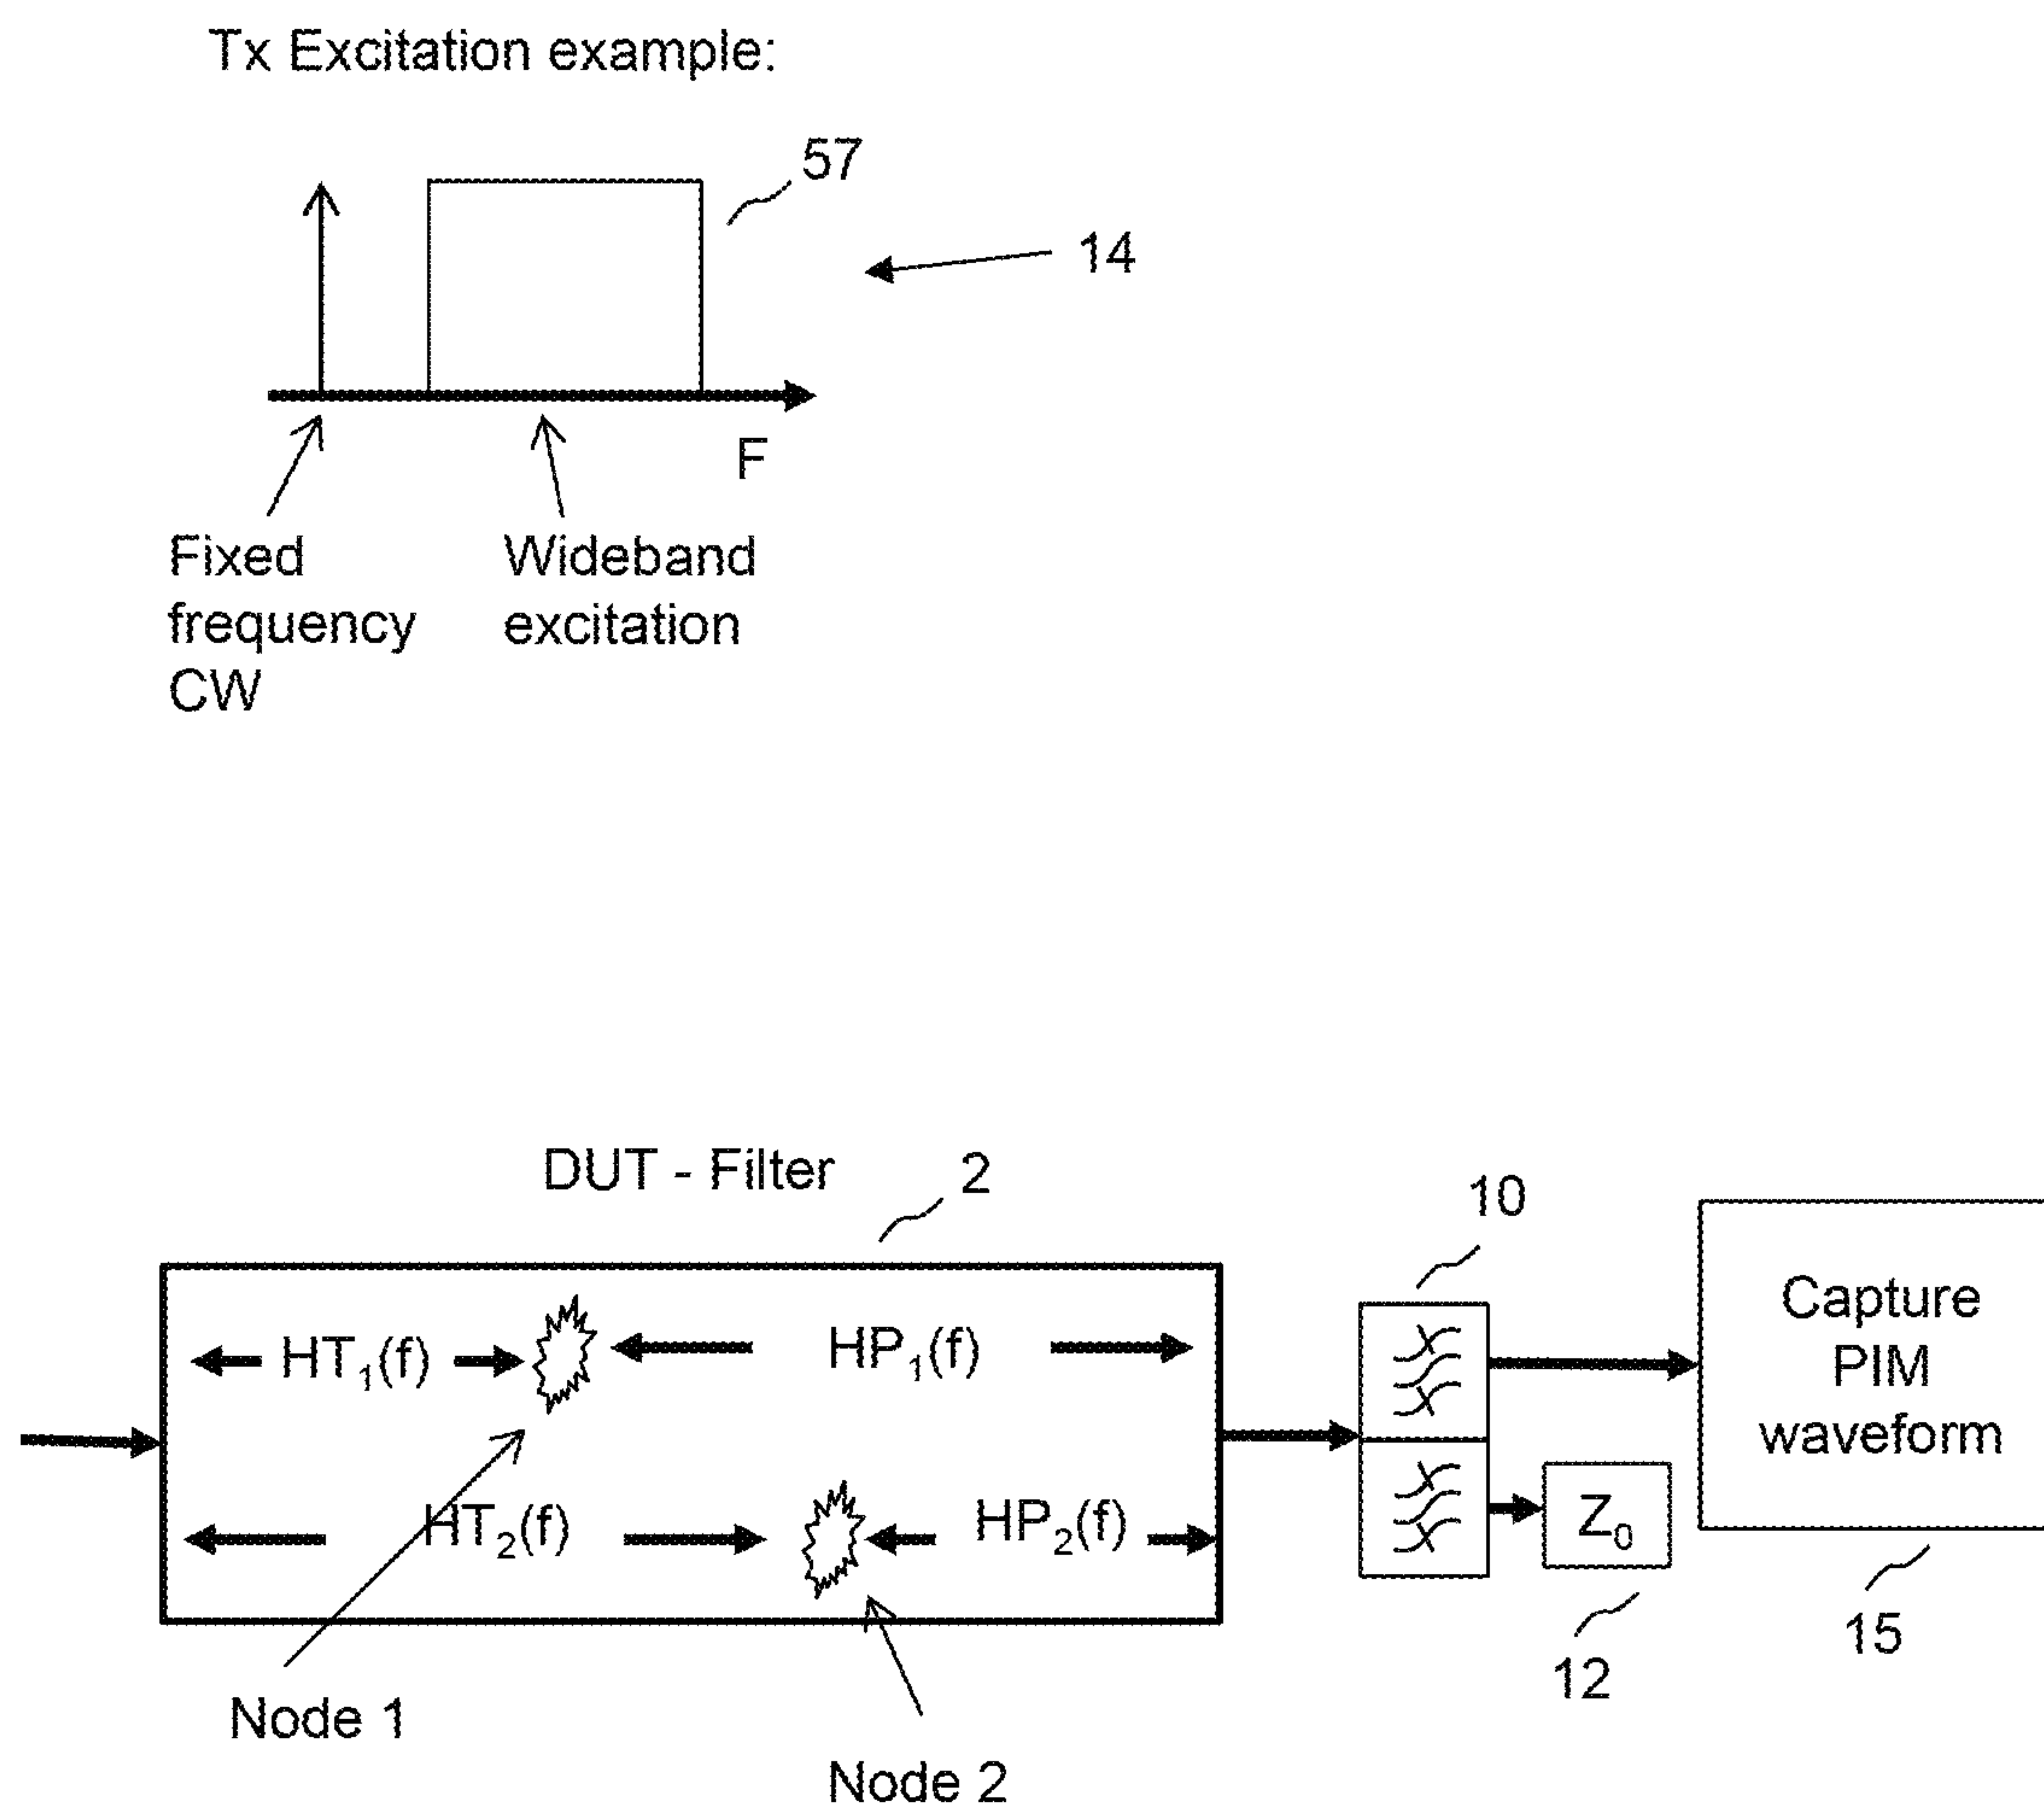 Tx Excitation example:
57
14
F
Fixed
frequency
CW
Wideband
excitation
DUT - Filter
2
10
Capture
PIM
waveform
HT₁(f)
HP₁(f)
HT₂(f)
HP₂(f)
Z₀
15
12
Node 1
Node 2